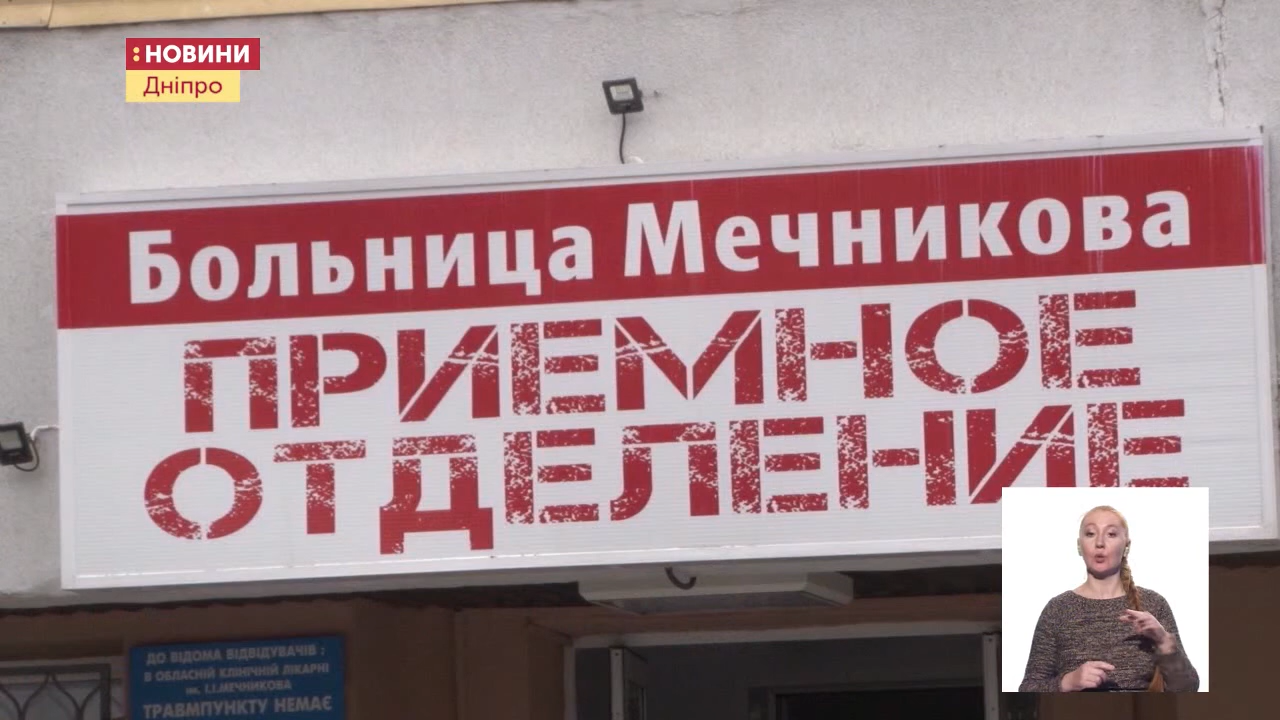 :НОВИНИ
Дніпро
Больница Мечникова
ПРИЕМНОЕ
ОТДЕЛЕНИЕ
ДО ВІДОМА ВІДВІДУВАЧІВ :
В ОБЛАСНІЙ КЛІНІЧНІЙ ЛІКАРНІ
ім. І.І.МЕЧНИКОВА
ТРАВМПУНКТУ НЕМАЄ